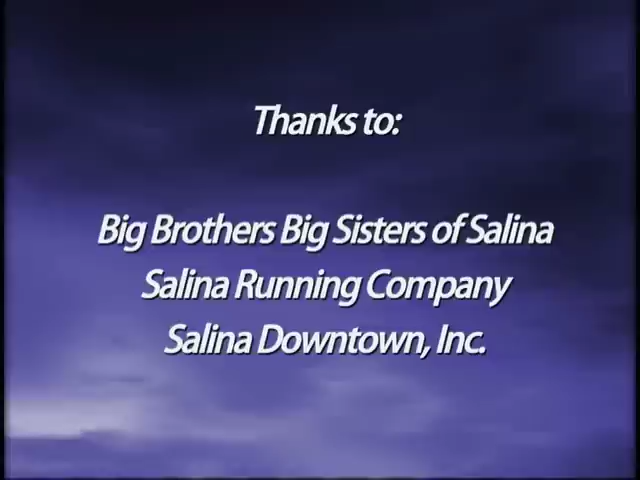 Thanks to:
Big Brothers Big Sisters of Salina
Salina Running Company
Salina Downtown, Inc.